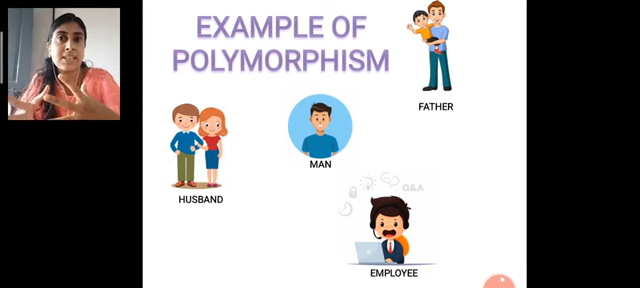 EXAMPLE OF
POLYMORPHISM
FATHER
MAN
HUSBAND
Q&A
EMPLOYEE